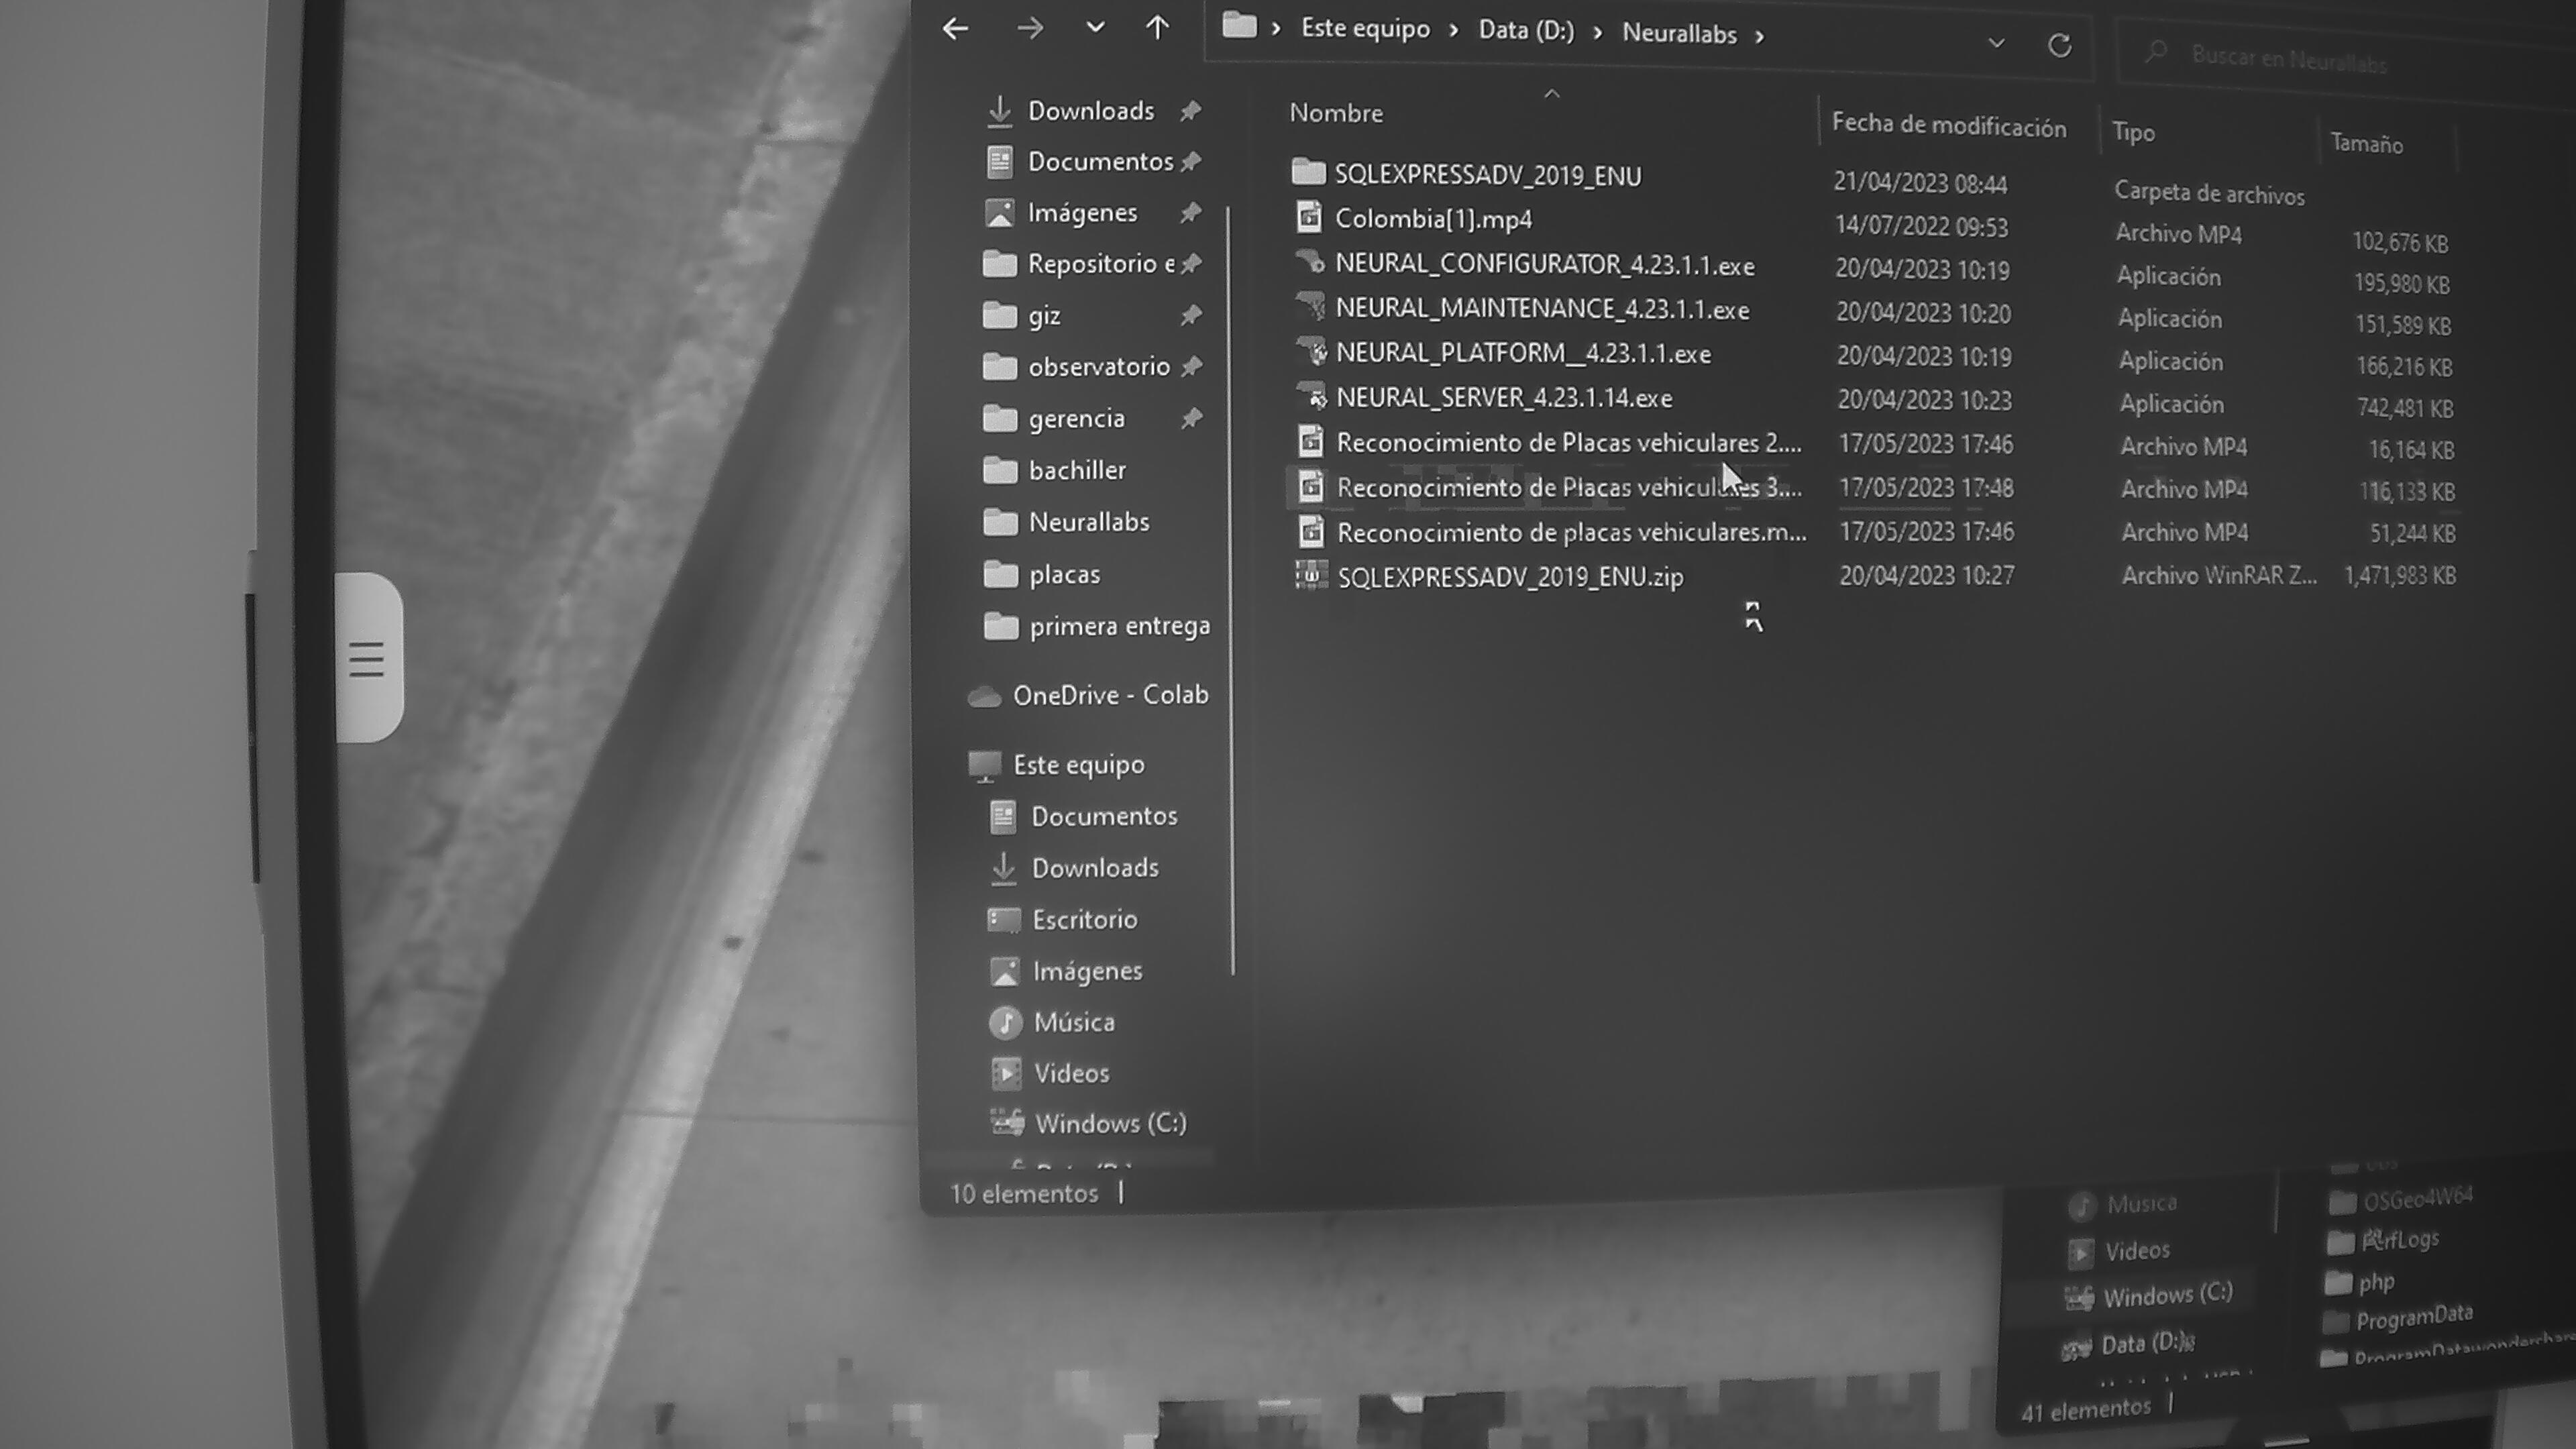 Este equipo > Data (D:) > Neurallabs >
Buscar en Neurallabs
Downloads
Documentos
Imágenes
Repositorio e
giz
observatorio
gerencia
bachiller
Neurallabs
placas
primera entrega
OneDrive - Colab
Este equipo
Documentos
Downloads
Escritorio
Imágenes
Música
Videos
Windows (C:)
10 elementos
Nombre Fecha de modificación Tipo Tamaño
SQLEXPRESSADV_2019_ENU 21/04/2023 08:44 Carpeta de archivos
Colombia[1].mp4 14/07/2022 09:53 Archivo MP4 102,676 KB
NEURAL_CONFIGURATOR_4.23.1.1.exe 20/04/2023 10:19 Aplicación 195,980 KB
NEURAL_MAINTENANCE_4.23.1.1.exe 20/04/2023 10:20 Aplicación 151,589 KB
NEURAL_PLATFORM__4.23.1.1.exe 20/04/2023 10:19 Aplicación 166,216 KB
NEURAL_SERVER_4.23.1.14.exe 20/04/2023 10:23 Aplicación 742,481 KB
Reconocimiento de Placas vehiculares 2.... 17/05/2023 17:46 Archivo MP4 16,164 KB
Reconocimiento de Placas vehiculares 3.... 17/05/2023 17:48 Archivo MP4 116,133 KB
Reconocimiento de placas vehiculares.m... 17/05/2023 17:46 Archivo MP4 51,244 KB
SQLEXPRESSADV_2019_ENU.zip 20/04/2023 10:27 Archivo WinRAR Z... 1,471,983 KB
Música
Videos
Windows (C:)
Data (D:)
41 elementos
OSGeo4W64
PerfLogs
php
ProgramData